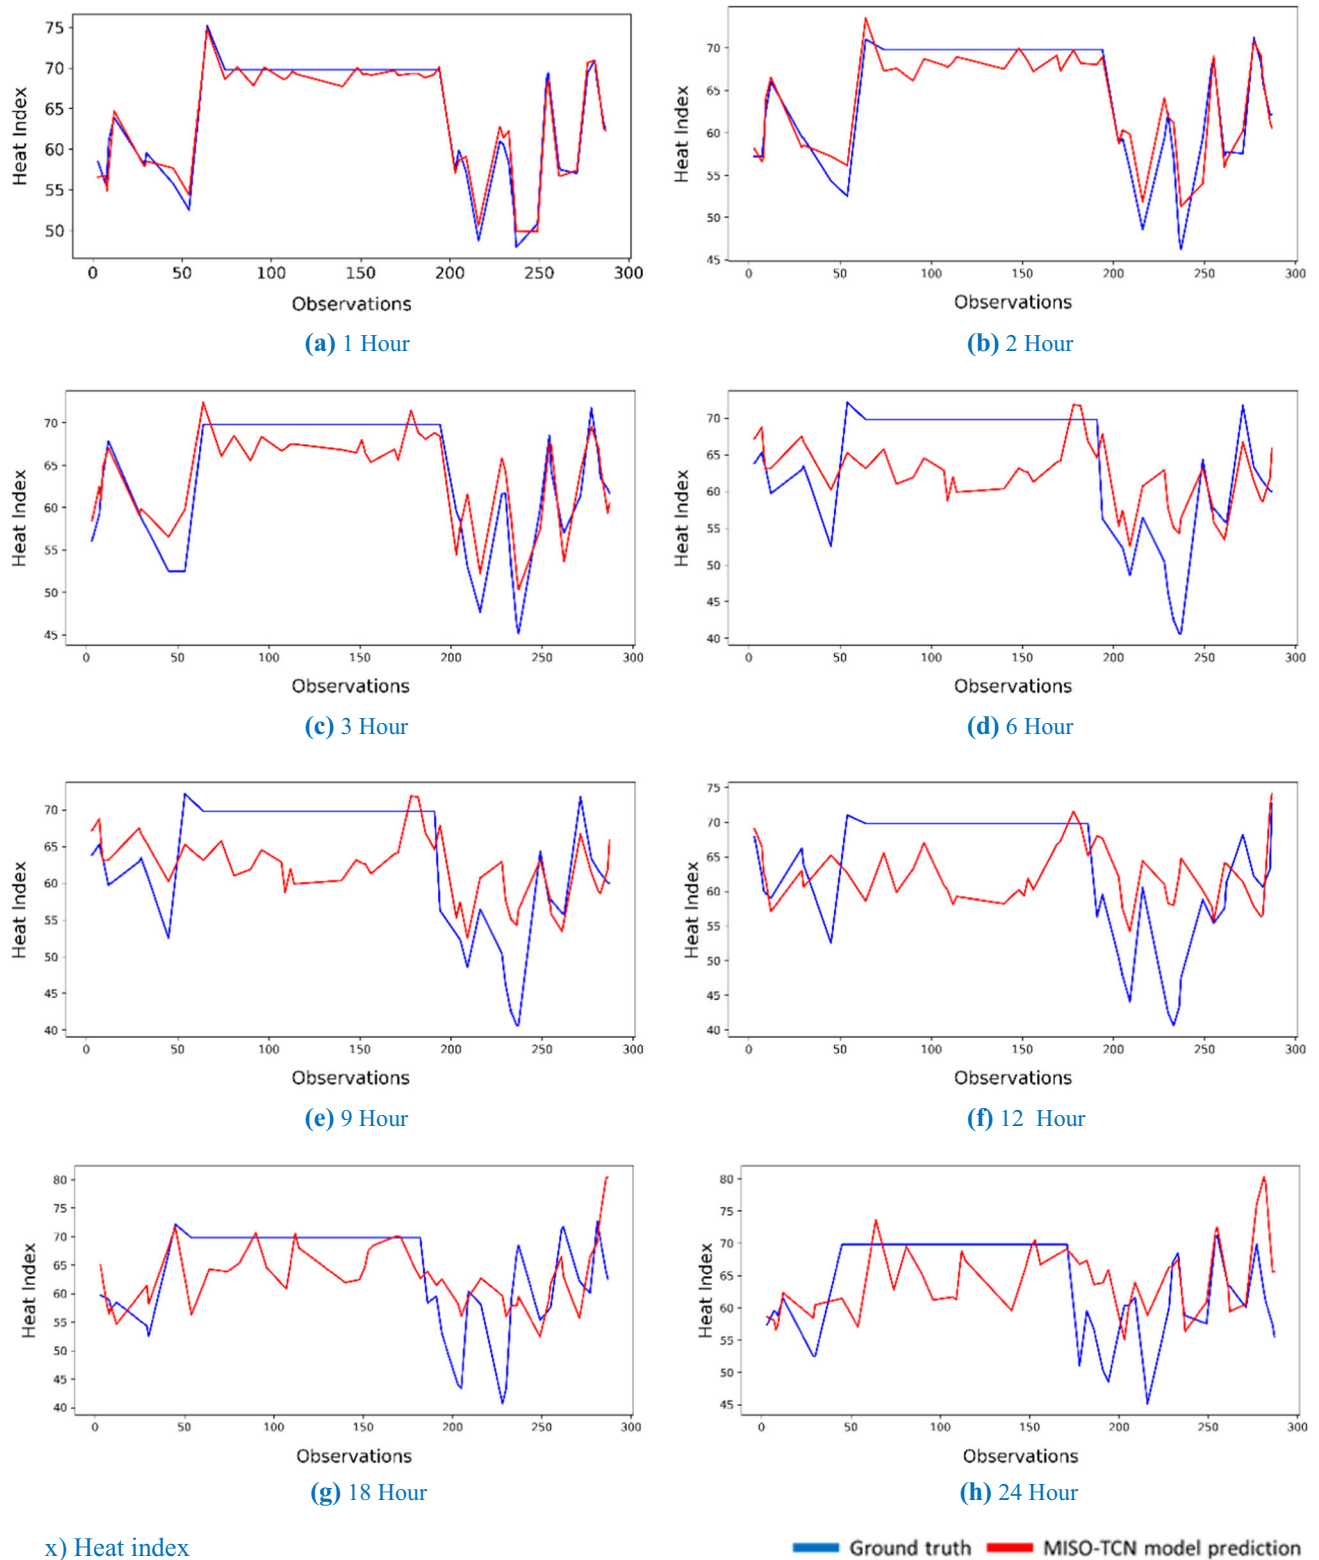 75
70
65
60
55
50
Heat Index
0 50 100 150 200 250 300
Observations
(a) 1 Hour
70
65
60
55
50
45
Heat Index
0 50 100 150 200 250 300
Observations
(b) 2 Hour
70
65
60
55
50
45
Heat Index
0 50 100 150 200 250 300
Observations
(c) 3 Hour
70
65
60
55
50
45
40
Heat Index
0 50 100 150 200 250 300
Observations
(d) 6 Hour
70
65
60
55
50
45
40
Heat Index
0 50 100 150 200 250 300
Observations
(e) 9 Hour
75
70
65
60
55
50
45
40
Heat Index
0 50 100 150 200 250 300
Observations
(f) 12 Hour
80
75
70
65
60
55
50
45
40
Heat Index
0 50 100 150 200 250 300
Observations
(g) 18 Hour
80
75
70
65
60
55
50
45
Heat Index
0 50 100 150 200 250 300
Observations
(h) 24 Hour
x) Heat index
Ground truth MISO-TCN model prediction